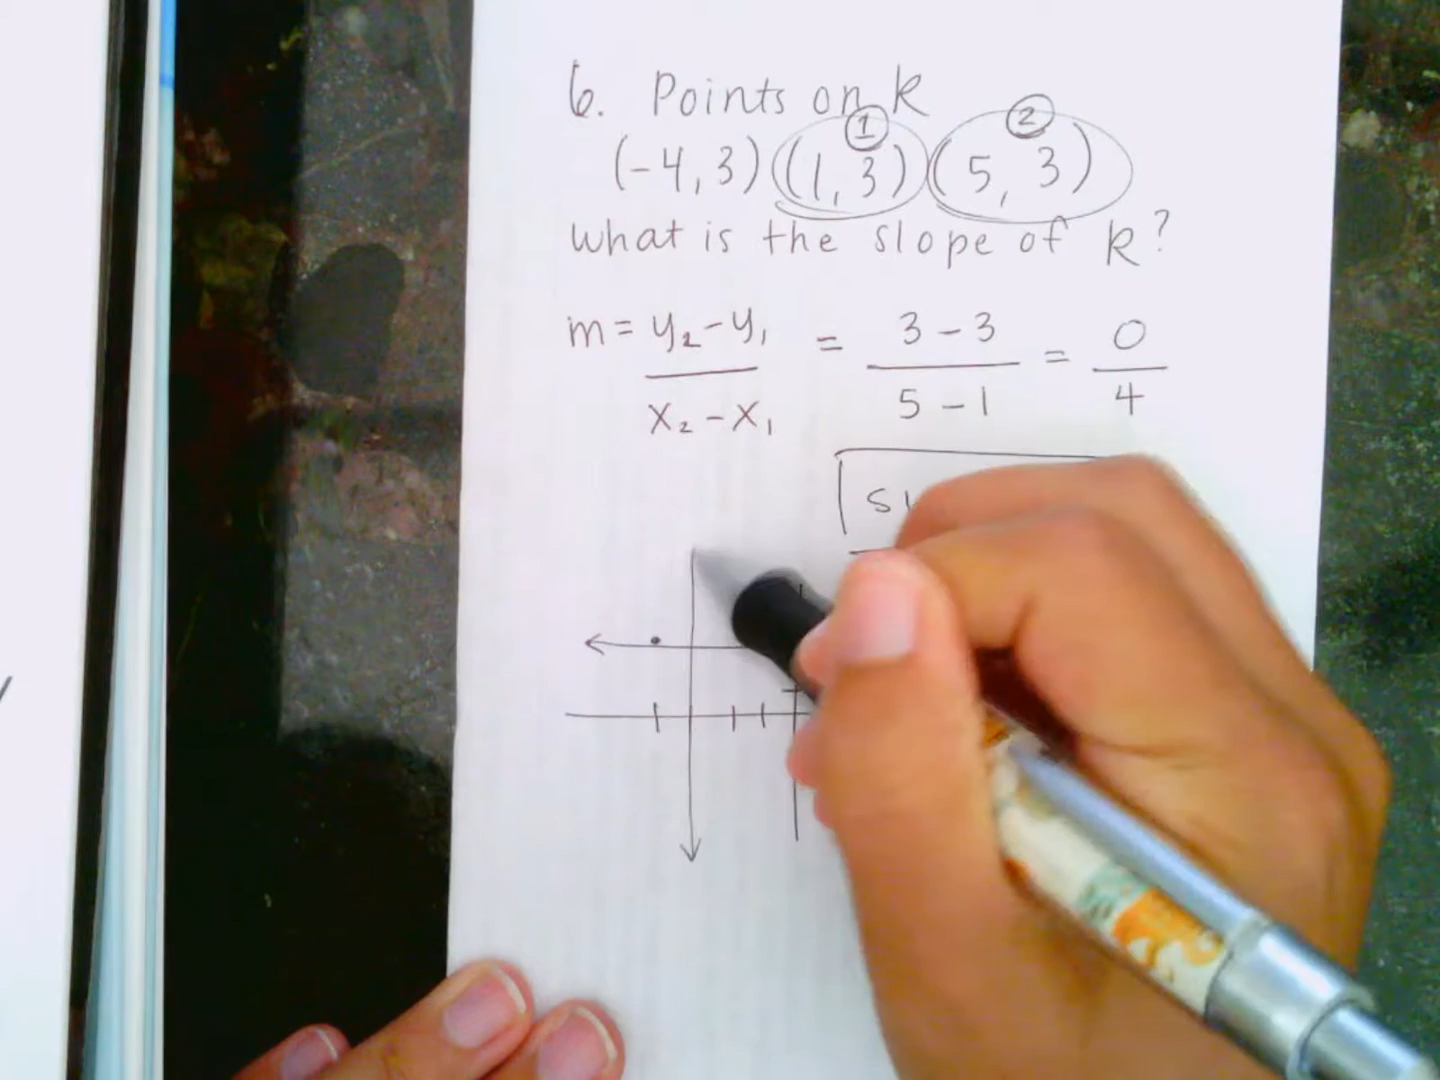 6. Points on k
(-4, 3) (1, 3) (5, 3)
1 2
what is the slope of k?
m = y₂ - y₁ / x₂ - x₁ = 3 - 3 / 5 - 1 = 0 / 4